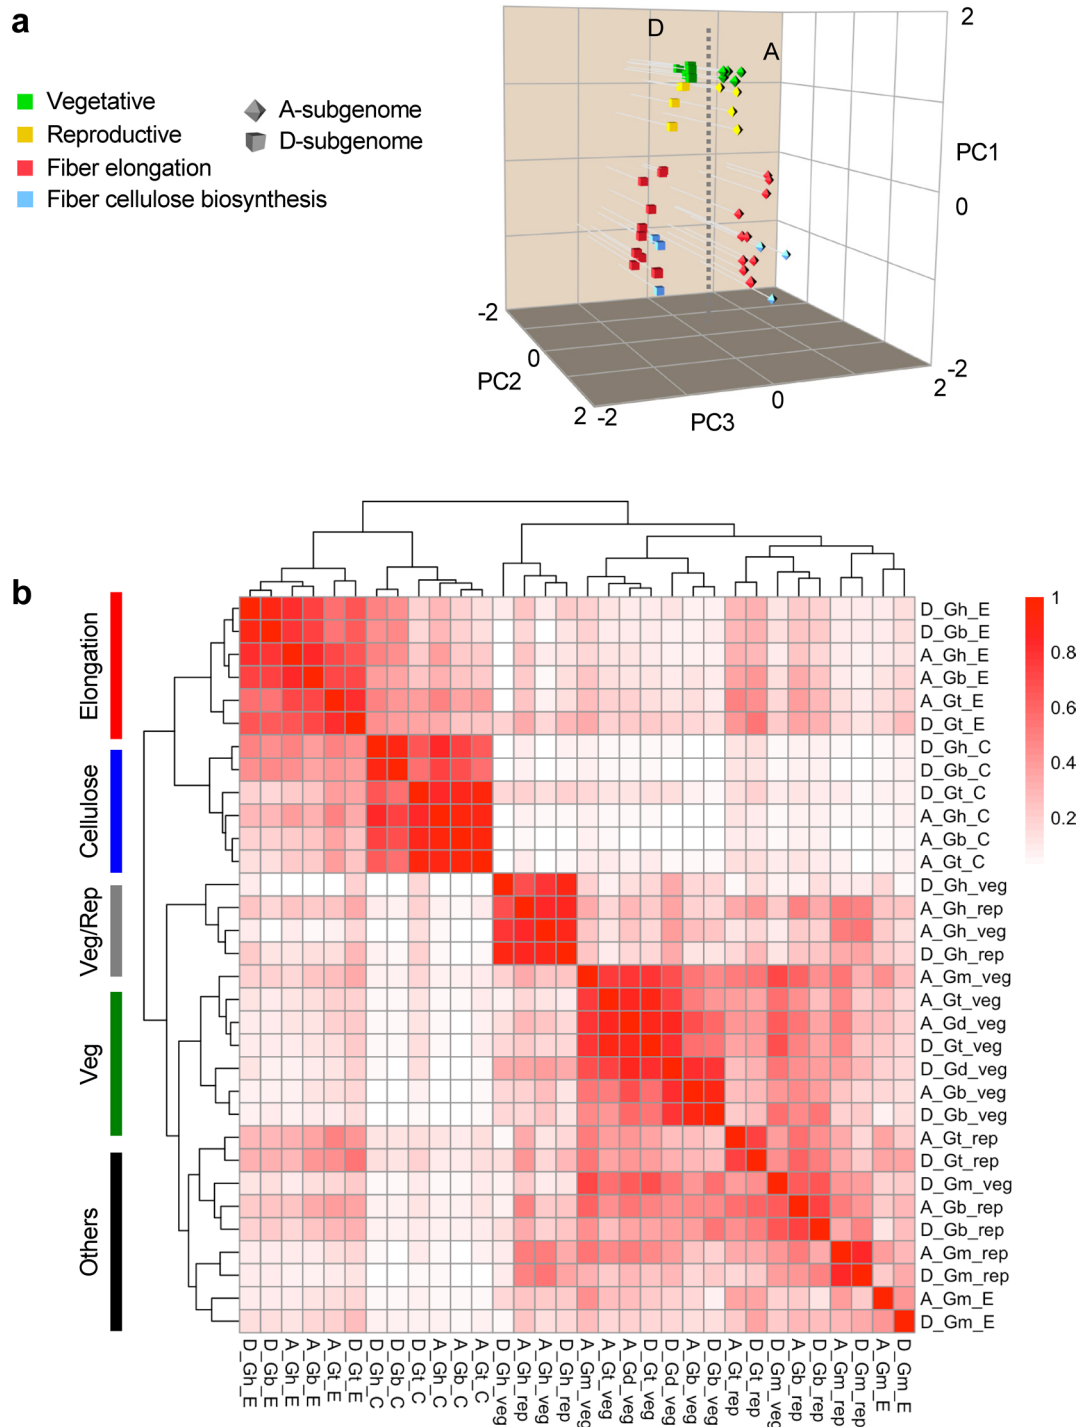 a
Vegetative
Reproductive
Fiber elongation
Fiber cellulose biosynthesis
A-subgenome
D-subgenome
D
A
2
PC1
0
-2
-2
0
PC2
2
-2
PC3
0
2
b
Elongation
Cellulose
Veg/Rep
Veg
Others
D_Gh_E
D_Gb_E
A_Gh_E
A_Gb_E
A_Gt_E
D_Gt_E
D_Gh_C
D_Gb_C
D_Gt_C
A_Gh_C
A_Gb_C
A_Gt_C
D_Gh_veg
A_Gh_rep
A_Gh_veg
D_Gh_rep
A_Gm_veg
A_Gt_veg
A_Gd_veg
D_Gt_veg
D_Gd_veg
A_Gb_veg
D_Gb_veg
A_Gt_rep
D_Gt_rep
D_Gm_veg
A_Gb_rep
D_Gb_rep
A_Gm_rep
D_Gm_rep
A_Gm_E
D_Gm_E
1
0.8
0.6
0.4
0.2
D_Gh_E
D_Gb_E
A_Gh_E
A_Gb_E
A_Gt_E
D_Gt_E
D_Gh_C
D_Gb_C
D_Gt_C
A_Gh_C
A_Gb_C
A_Gt_C
D_Gh_veg
A_Gh_rep
A_Gh_veg
D_Gh_rep
A_Gm_veg
A_Gt_veg
A_Gd_veg
D_Gt_veg
D_Gd_veg
A_Gb_veg
D_Gb_veg
A_Gt_rep
D_Gt_rep
D_Gm_veg
A_Gb_rep
D_Gb_rep
A_Gm_rep
D_Gm_rep
A_Gm_E
D_Gm_E